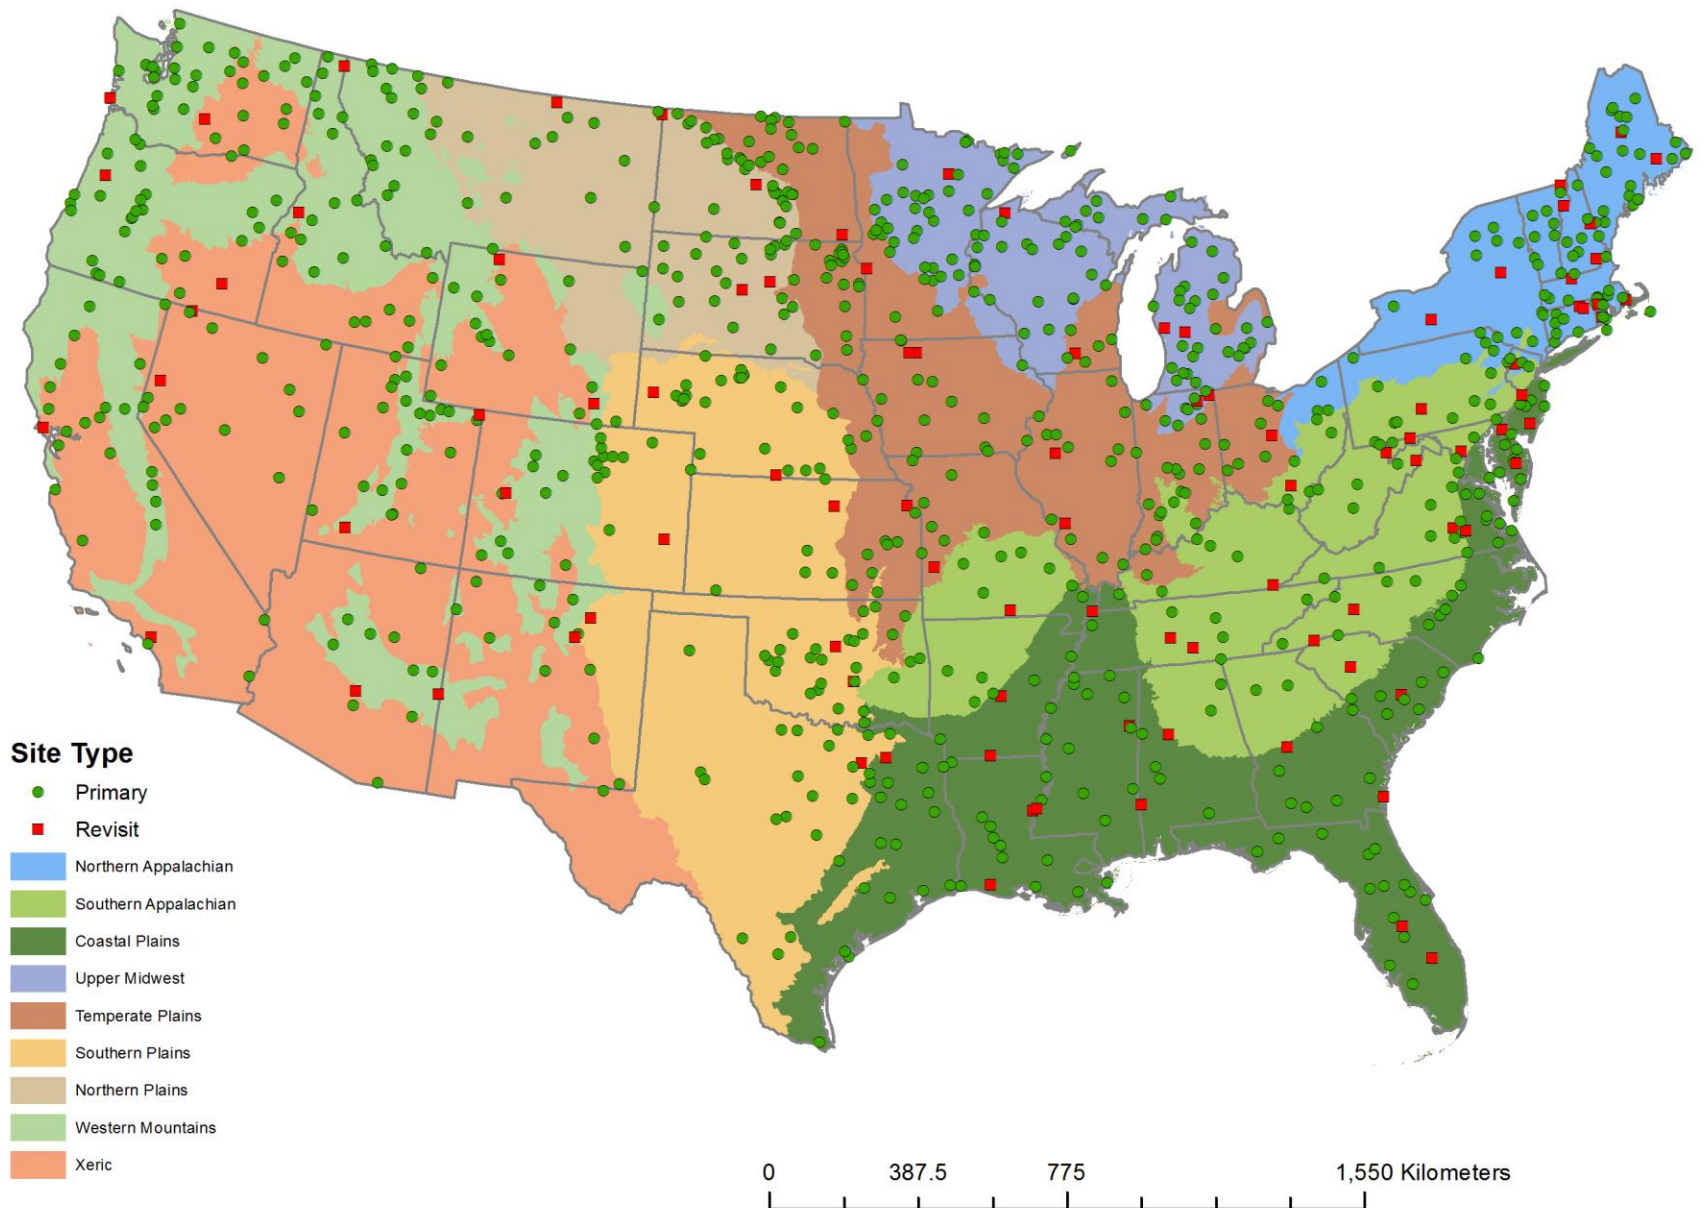 Site Type
Primary
Revisit
Northern Appalachian
Southern Appalachian
Coastal Plains
Upper Midwest
Temperate Plains
Southern Plains
Northern Plains
Western Mountains
Xeric
0 387.5 775 1,550 Kilometers